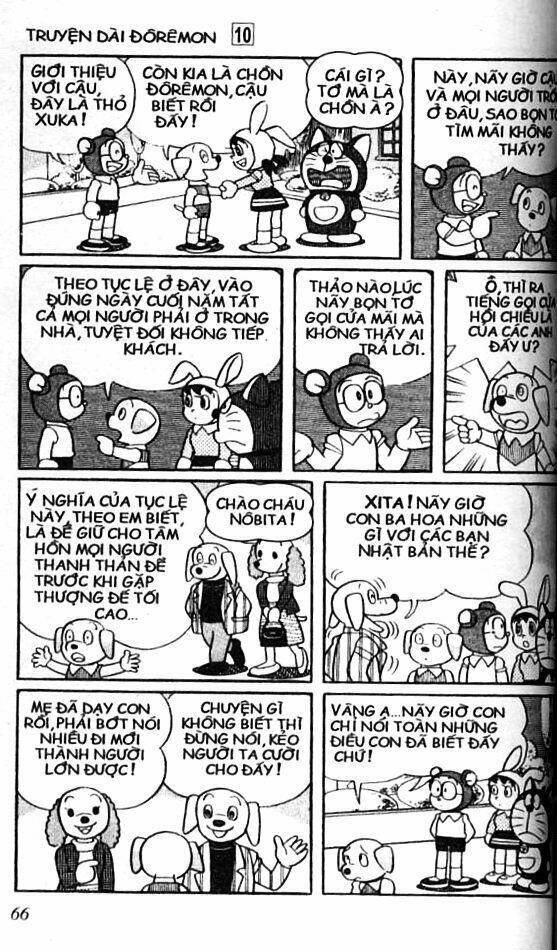 TRUYỆN DÀI ĐÔRÊMON 10
GIỚI THIỆU
VỚI CẬU,
ĐÂY LÀ THỎ
XUKA!
CÒN KIA LÀ CHỒN
ĐÔRÊMON, CẬU
BIẾT RỒI
ĐẤY!
CÁI GÌ?
TỚ MÀ LÀ
CHỒN À?
NÀY, NÃY GIỜ
VÀ MỌI NGƯỜI
Ở ĐÂU, SAO BỌN
TÌM MÃI KHÔNG
THẤY?
THEO TỤC LỆ Ở ĐÂY, VÀO
ĐÚNG NGÀY CUỐI NĂM TẤT
CẢ MỌI NGƯỜI PHẢI Ở TRONG
NHÀ, TUYỆT ĐỐI KHÔNG TIẾP
KHÁCH.
THẢO NÀO LÚC
NÃY BỌN TỚ
GỌI CỬA MÃI MÀ
KHÔNG THẤY AI
TRẢ LỜI.
Ồ, THÌ RA
TIẾNG GỌI CỬA
HỒI CHIỀU LÀ
CỦA CÁC ANH
ĐẤY Ư?
Ý NGHĨA CỦA TỤC LỆ
NÀY, THEO EM BIẾT,
LÀ ĐỂ GIỮ CHO TÂM
HỒN MỌI NGƯỜI
THANH THẢN ĐỂ
TRƯỚC KHI GẶP
THƯỢNG ĐẾ TỐI
CAO...
CHÀO CHÁU
NÔBITA!
XITA! NÃY GIỜ
CON BA HOA NHỮNG
GÌ VỚI CÁC BẠN
NHẬT BẢN THẾ?
MẸ ĐÃ DẠY CON
RỒI, PHẢI BỚT NÓI
NHIỀU ĐI MỚI
THÀNH NGƯỜI
LỚN ĐƯỢC!
CHUYỆN GÌ
KHÔNG BIẾT THÌ
ĐỪNG NÓI, KẺO
NGƯỜI TA CƯỜI
CHO ĐẤY!
VÂNG Ạ...NÃY GIỜ CON
CHỈ NÓI TOÀN NHỮNG
ĐIỀU CON ĐÃ BIẾT ĐẤY
CHỨ!
66